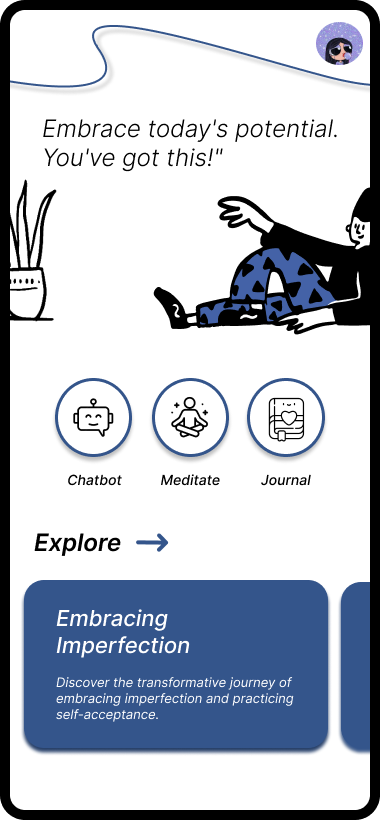 Embrace today's potential.
You've got this!"
Chatbot
Meditate
Journal
Explore
Embracing
Imperfection
Discover the transformative journey of
embracing imperfection and practicing
self-acceptance.